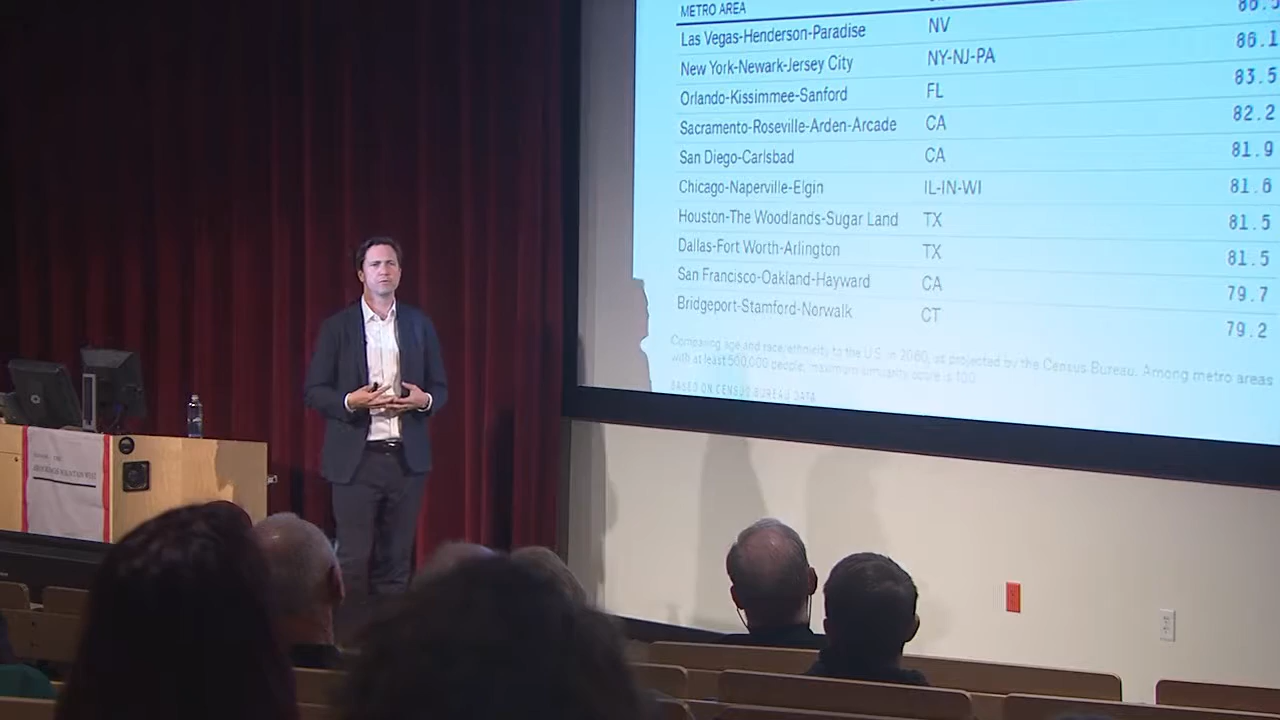 METRO AREA
Las Vegas-Henderson-Paradise NV 86.5
New York-Newark-Jersey City NY-NJ-PA 86.1
Orlando-Kissimmee-Sanford FL 83.5
Sacramento-Roseville-Arden-Arcade CA 82.2
San Diego-Carlsbad CA 81.9
Chicago-Naperville-Elgin IL-IN-WI 81.6
Houston-The Woodlands-Sugar Land TX 81.5
Dallas-Fort Worth-Arlington TX 81.5
San Francisco-Oakland-Hayward CA 79.7
Bridgeport-Stamford-Norwalk CT 79.2
Comparing age and race/ethnicity to the U.S. in 2060, as projected by the Census Bureau. Among metro areas
with at least 500,000 people; maximum similarity score is 100.
BASED ON CENSUS BUREAU DATA